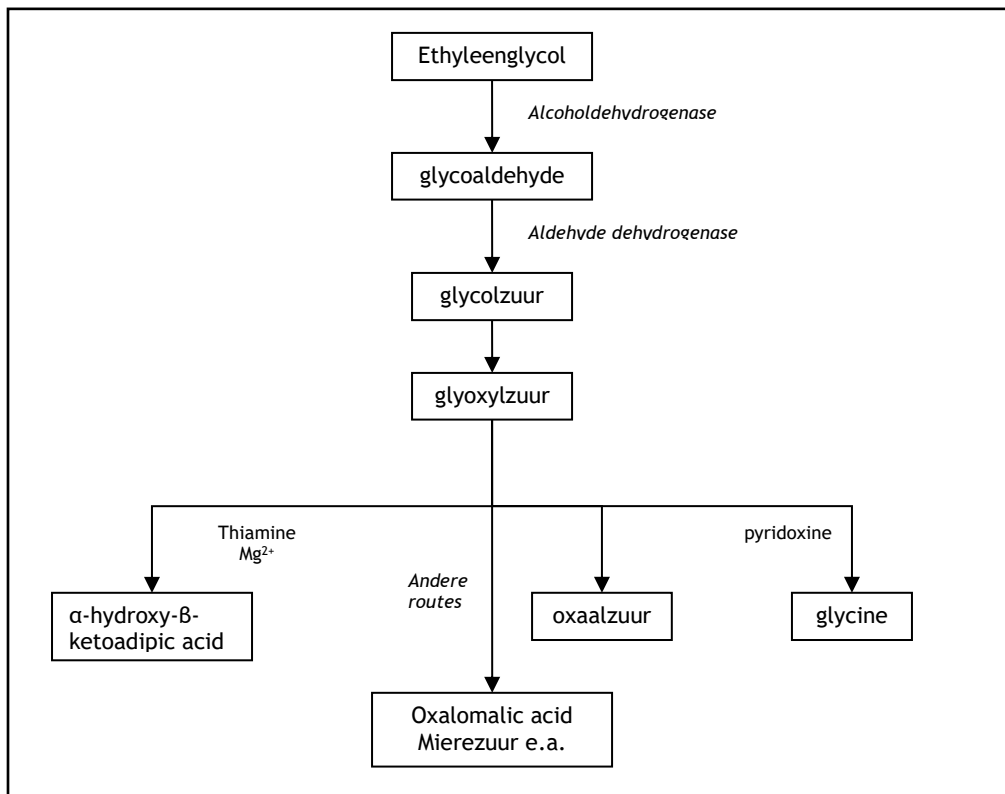 Ethyleenglycol
Alcoholdehydrogenase
glycoaldehyde
Aldehyde dehydrogenase
glycolzuur
glyoxylzuur
Thiamine
Mg²⁺
pyridoxine
Andere
routes
α-hydroxy-ß-
ketoadipic acid
oxaalzuur
glycine
Oxalomalic acid
Mierezuur e.a.